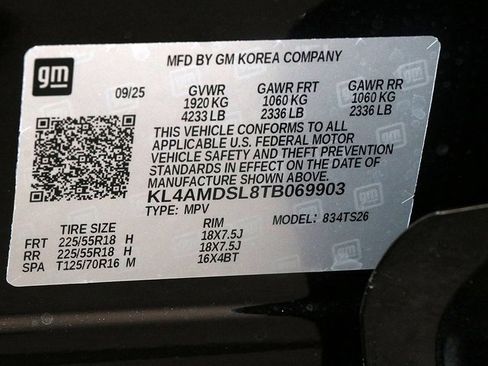 gm
MFD BY GM KOREA COMPANY
09/25 GVWR GAWR FRT GAWR RR
1920 KG 1060 KG 1060 KG
4233 LB 2336 LB 2336 LB
THIS VEHICLE CONFORMS TO ALL
APPLICABLE U.S. FEDERAL MOTOR
VEHICLE SAFETY AND THEFT PREVENTION
STANDARDS IN EFFECT ON THE DATE OF
MANUFACTURE SHOWN ABOVE.
KL4AMDSL8TB069903
TYPE: MPV MODEL: 834TS26
TIRE SIZE RIM
FRT 225/55R18 H 18X7.5J
RR 225/55R18 H 18X7.5J
SPA T125/70R16 M 16X4BT